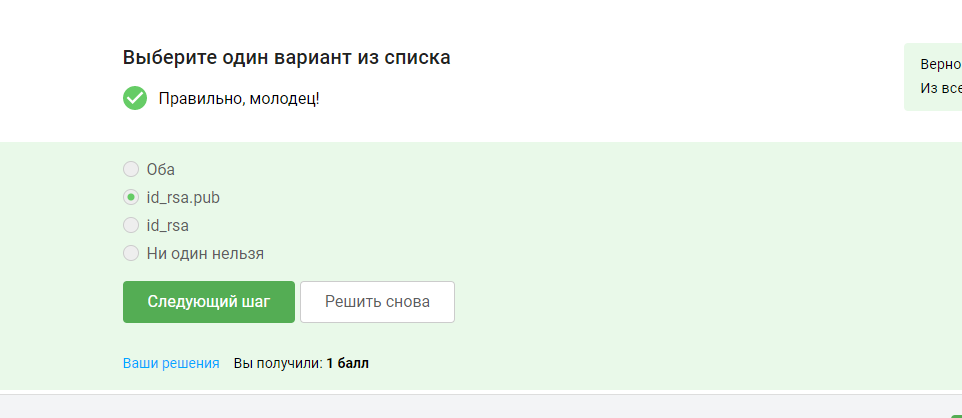 Выберите один вариант из списка
Верно
Правильно, молодец!
Из все
Оба
id_rsa.pub
id_rsa
Ни один нельзя
Следующий шаг
Решить снова
Ваши решения Вы получили: 1 балл